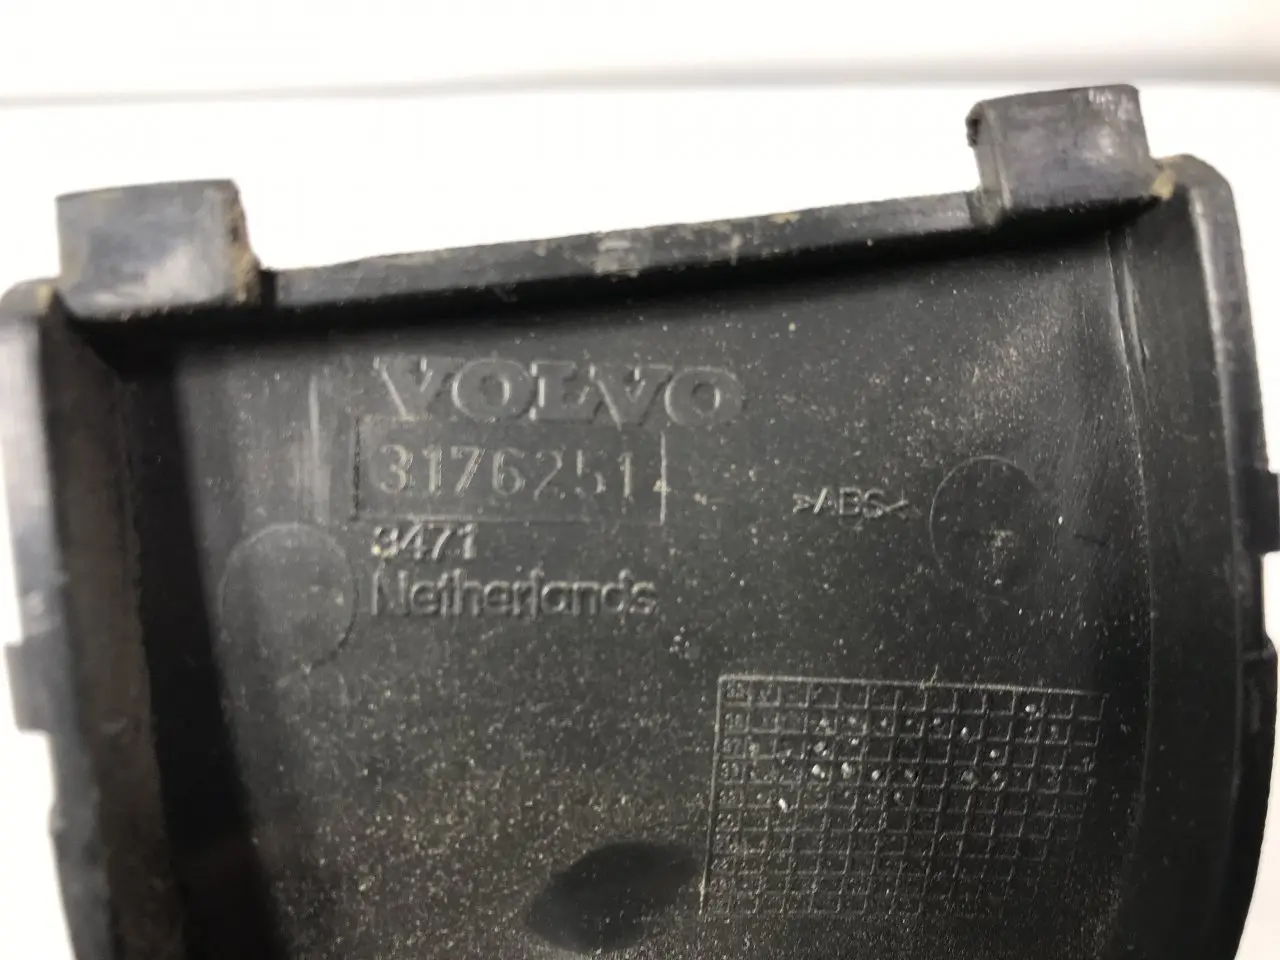 VOLVO
3176251
>ABS<
3471
Netherlands